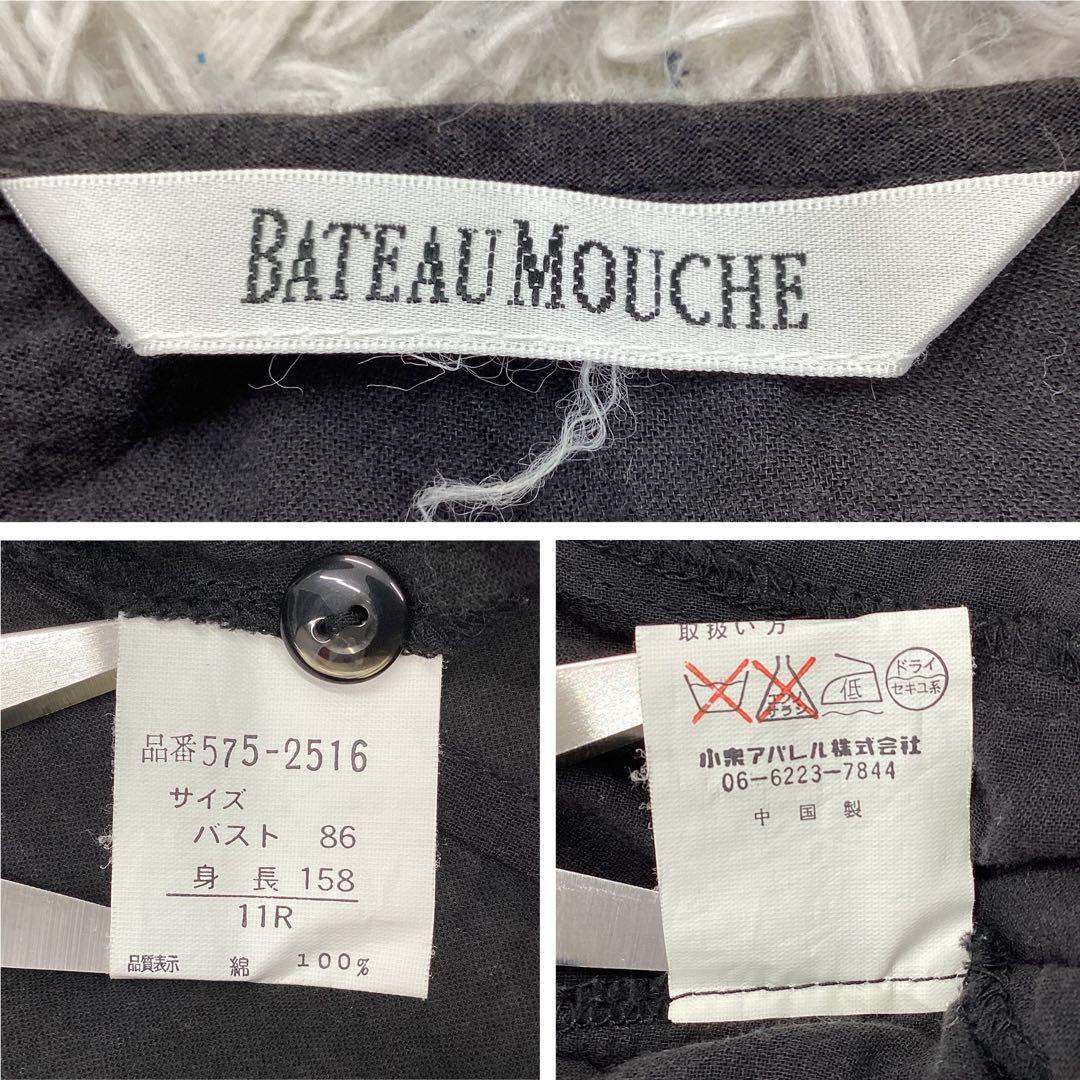 BATEAU MOUCHE
品番575-2516
サイズ
バスト 86
身長 158
11R
品質表示 綿 100%
取扱い方
エンソ
サラシ
低
ドライ
セキユ系
小泉アパレル株式会社
06-6223-7844
中国製